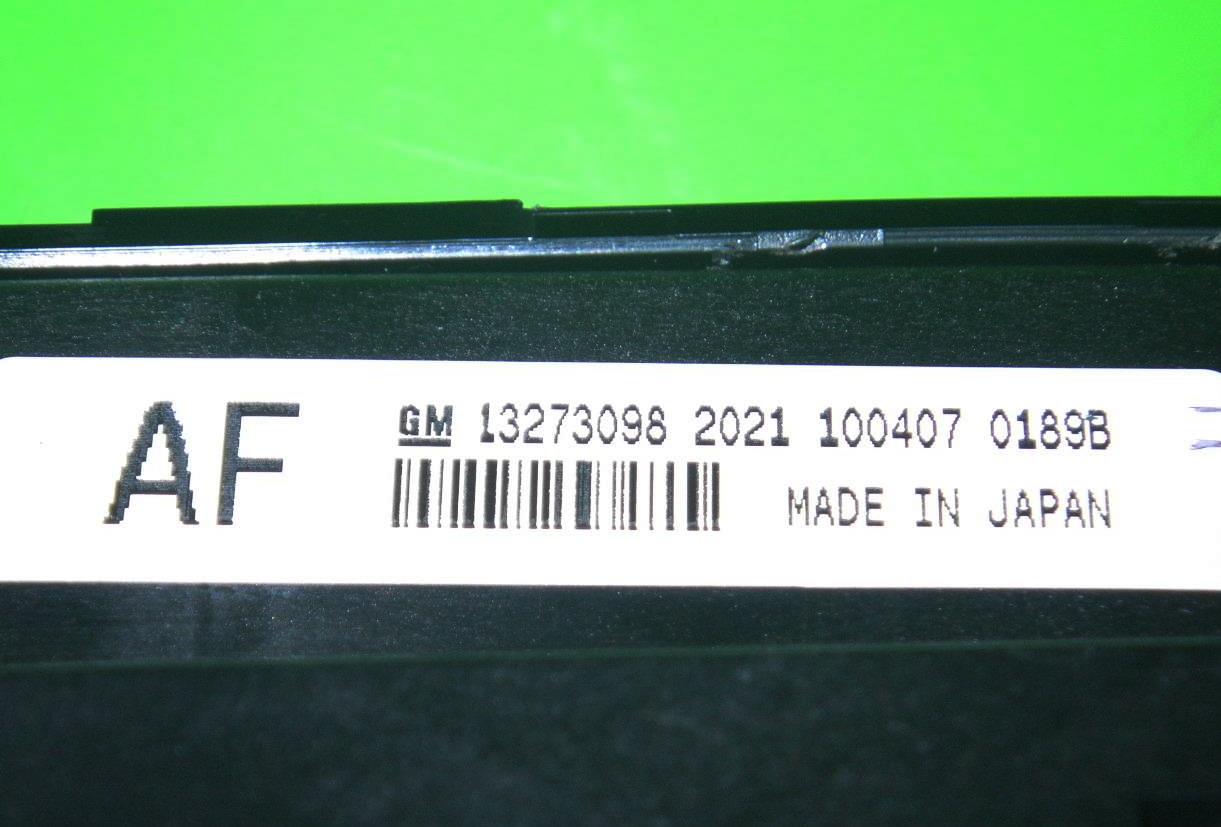 AF
GM 13273098 2021 100407 0189B
MADE IN JAPAN